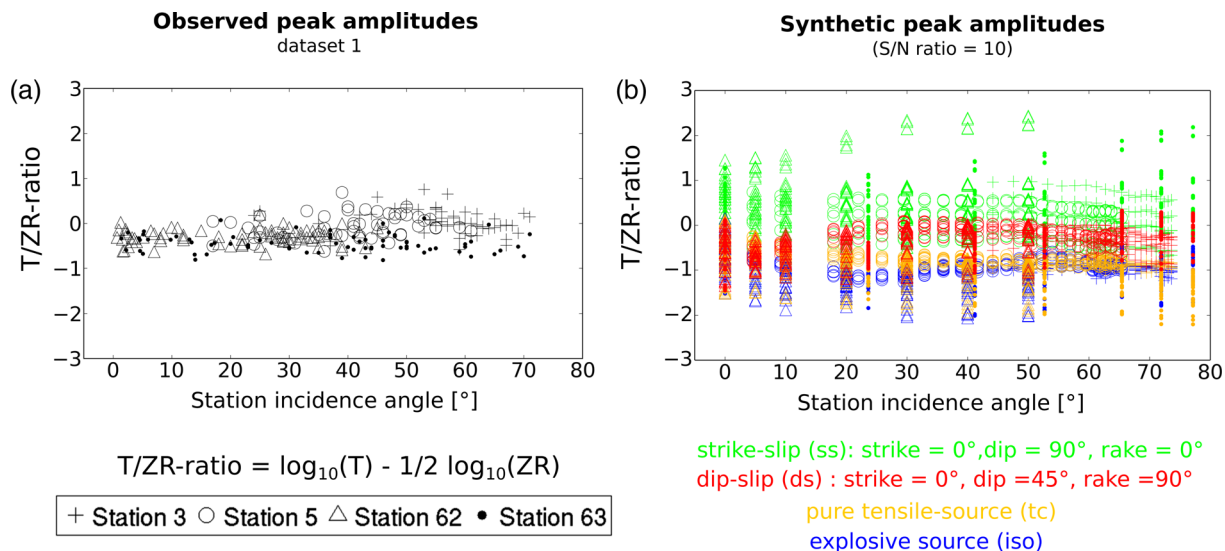 Observed peak amplitudes
dataset 1
(a)
3
2
1
0
−1
−2
−3
T/ZR-ratio
0 10 20 30 40 50 60 70 80
Station incidence angle [°]
T/ZR-ratio = log10(T) - 1/2 log10(ZR)
Station 3 Station 5 Station 62 Station 63
Synthetic peak amplitudes
(S/N ratio = 10)
(b)
3
2
1
0
−1
−2
−3
T/ZR-ratio
0 10 20 30 40 50 60 70 80
Station incidence angle [°]
strike-slip (ss): strike = 0°,dip = 90°, rake = 0°
dip-slip (ds) : strike = 0°, dip =45°, rake =90°
pure tensile-source (tc)
explosive source (iso)